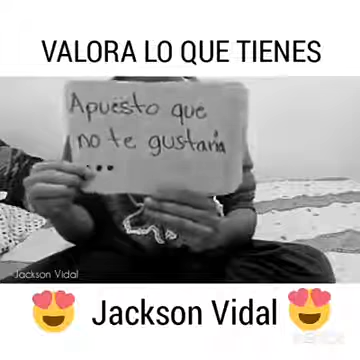 VALORA LO QUE TIENES
Apuesto que
no te gustaría
...
-Jackson Vidal
Jackson Vidal